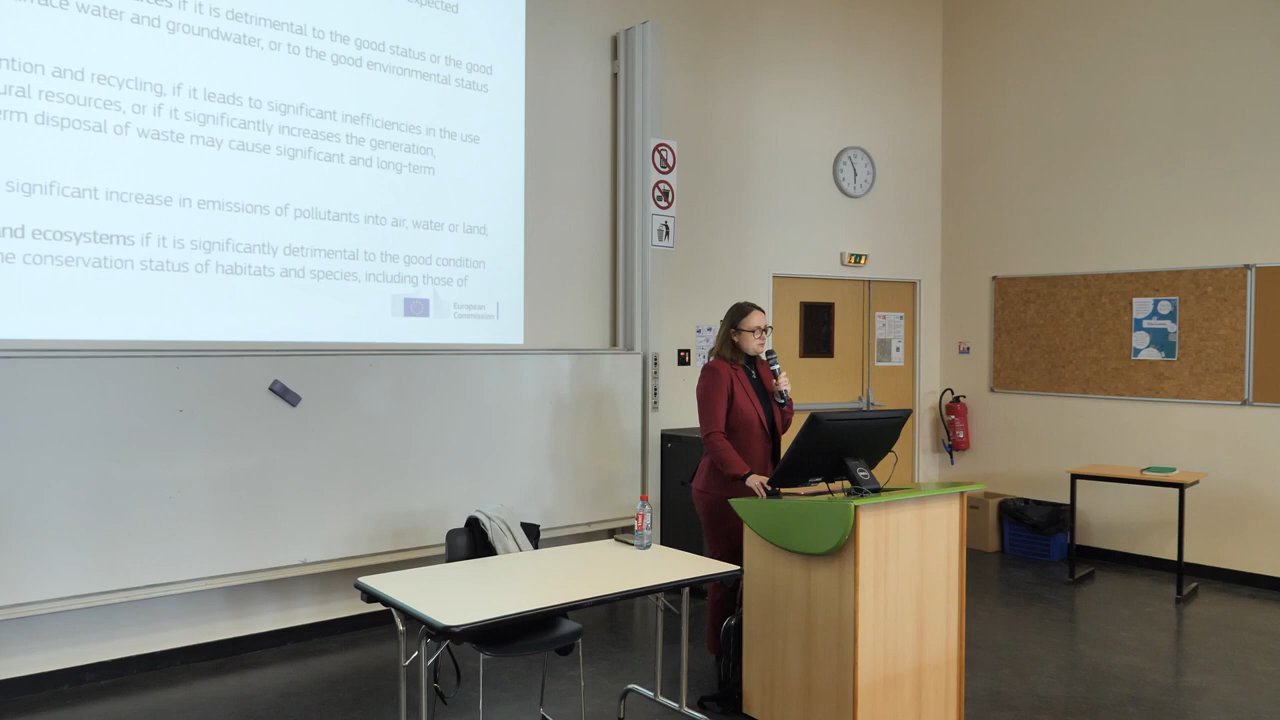 expected
rces if it is detrimental to the good status or the good
rface water and groundwater, or to the good environmental status
ntion and recycling, if it leads to significant inefficiencies in the use
ural resources, or if it significantly increases the generation,
erm disposal of waste may cause significant and long-term
significant increase in emissions of pollutants into air, water or land;
and ecosystems if it is significantly detrimental to the good condition
he conservation status of habitats and species, including those of
European
Commission
DELL